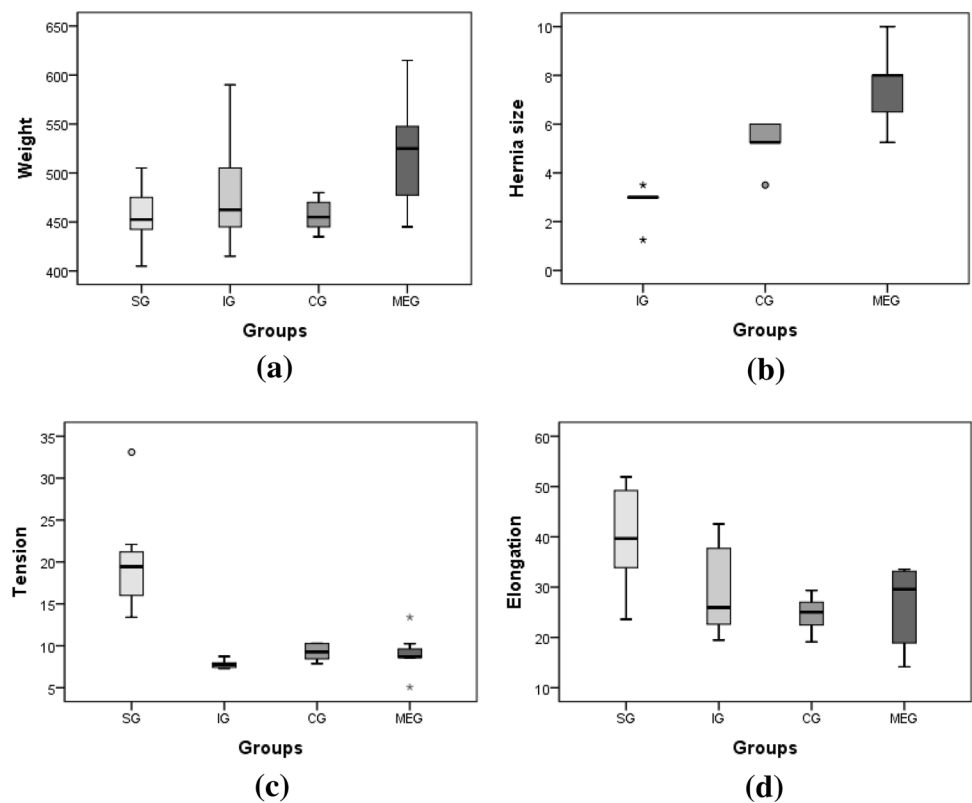 Weight
650
600
550
500
450
400
SG IG CG MEG
Groups
(a)
Hernia size
10
8
6
4
2
0
IG CG MEG
Groups
(b)
Tension
35
30
25
20
15
10
5
SG IG CG MEG
Groups
(c)
Elongation
60
50
40
30
20
10
SG IG CG MEG
Groups
(d)